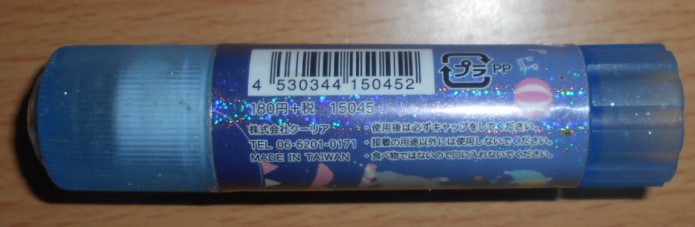 4 530344 150452
プラ PP
180円+税 15045
株式会社クーリア
TEL 06-6201-0171
MADE IN TAIWAN
・使用後は必ずキャップをしてください。
・接着の用途以外には使用しないでください。
・食べ物ではないので口に入れないでください。